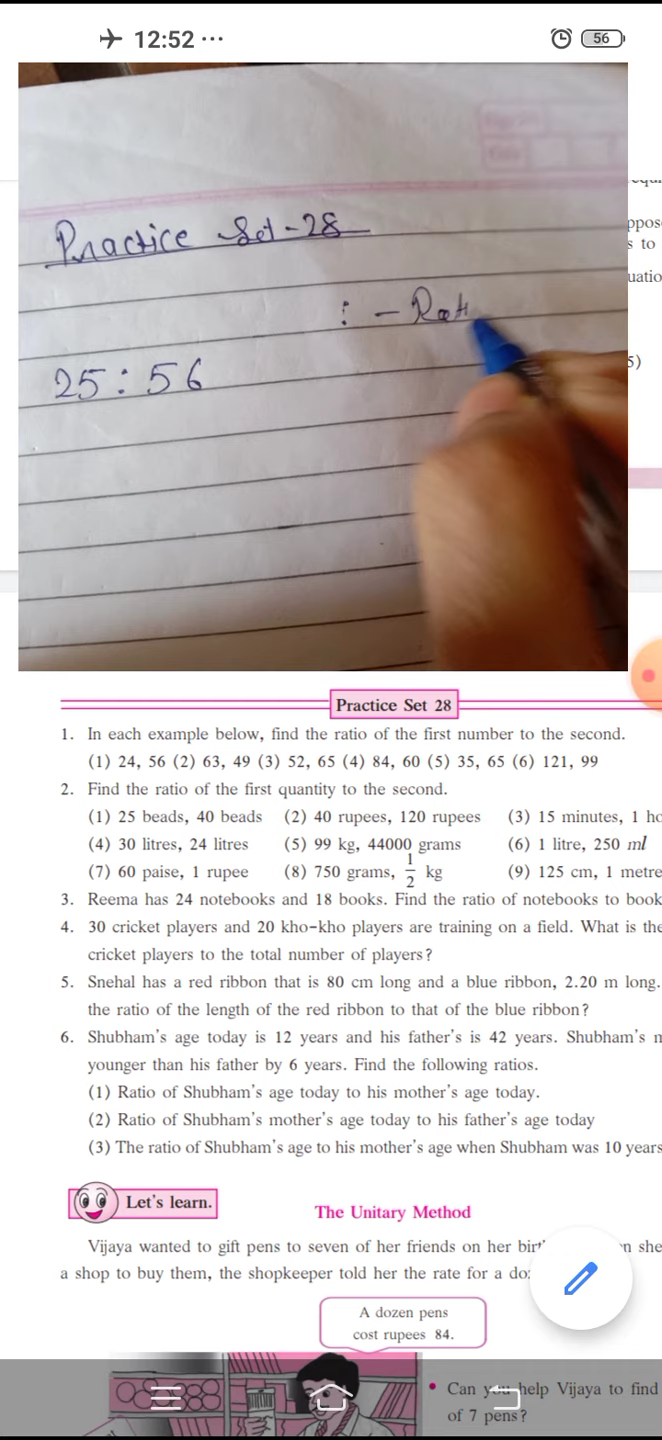 12:52 ...
56
Practice Set-28
: - Rati
25 : 56
ppos
s to
uatio
5)
Practice Set 28
1. In each example below, find the ratio of the first number to the second.
(1) 24, 56 (2) 63, 49 (3) 52, 65 (4) 84, 60 (5) 35, 65 (6) 121, 99
2. Find the ratio of the first quantity to the second.
(1) 25 beads, 40 beads (2) 40 rupees, 120 rupees (3) 15 minutes, 1 ho
(4) 30 litres, 24 litres (5) 99 kg, 44000 grams (6) 1 litre, 250 ml
(7) 60 paise, 1 rupee (8) 750 grams, 1/2 kg (9) 125 cm, 1 metre
3. Reema has 24 notebooks and 18 books. Find the ratio of notebooks to book
4. 30 cricket players and 20 kho-kho players are training on a field. What is the
cricket players to the total number of players?
5. Snehal has a red ribbon that is 80 cm long and a blue ribbon, 2.20 m long.
the ratio of the length of the red ribbon to that of the blue ribbon?
6. Shubham's age today is 12 years and his father's is 42 years. Shubham's m
younger than his father by 6 years. Find the following ratios.
(1) Ratio of Shubham's age today to his mother's age today.
(2) Ratio of Shubham's mother's age today to his father's age today
(3) The ratio of Shubham's age to his mother's age when Shubham was 10 years
Let's learn.
The Unitary Method
Vijaya wanted to gift pens to seven of her friends on her birt n she
a shop to buy them, the shopkeeper told her the rate for a do
A dozen pens
cost rupees 84.
• Can you help Vijaya to find
of 7 pens?